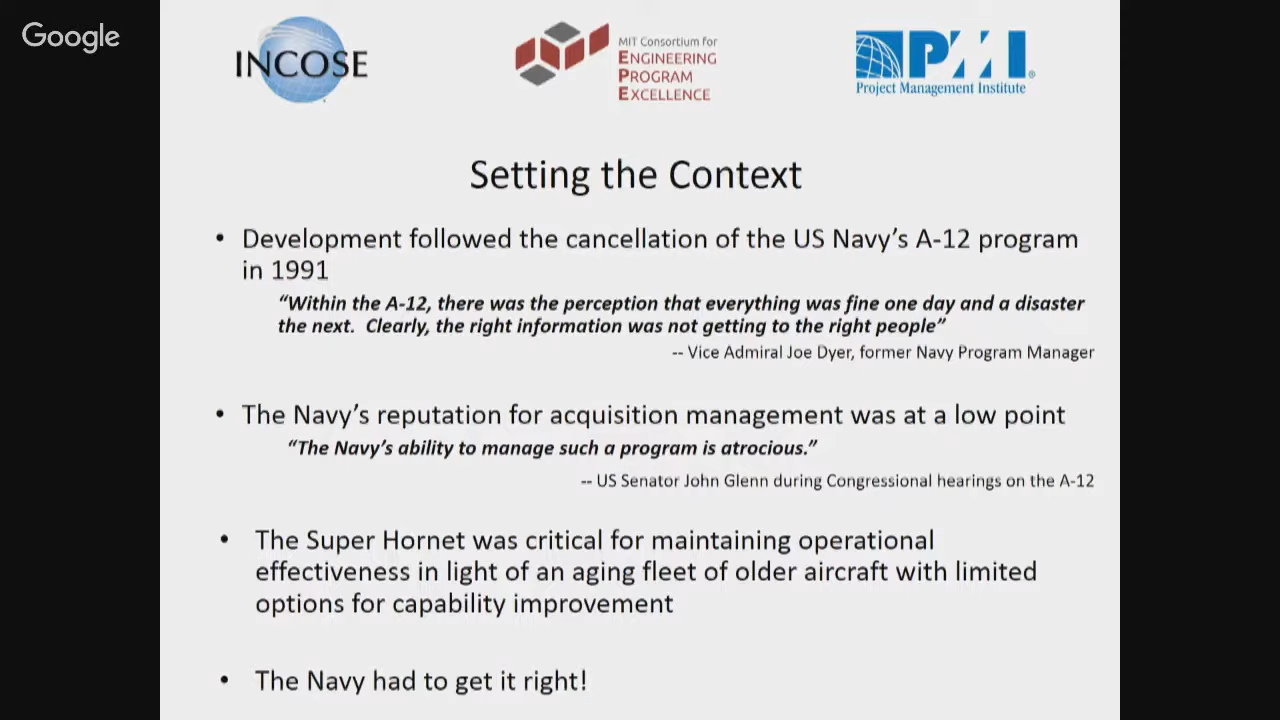 Google
INCOSE
MIT Consortium for
ENGINEERING
PROGRAM
EXCELLENCE
PMI
®
Project Management Institute
Setting the Context
• Development followed the cancellation of the US Navy’s A-12 program
in 1991
“Within the A-12, there was the perception that everything was fine one day and a disaster
the next. Clearly, the right information was not getting to the right people”
-- Vice Admiral Joe Dyer, former Navy Program Manager
• The Navy’s reputation for acquisition management was at a low point
“The Navy’s ability to manage such a program is atrocious.”
-- US Senator John Glenn during Congressional hearings on the A-12
• The Super Hornet was critical for maintaining operational
effectiveness in light of an aging fleet of older aircraft with limited
options for capability improvement
• The Navy had to get it right!